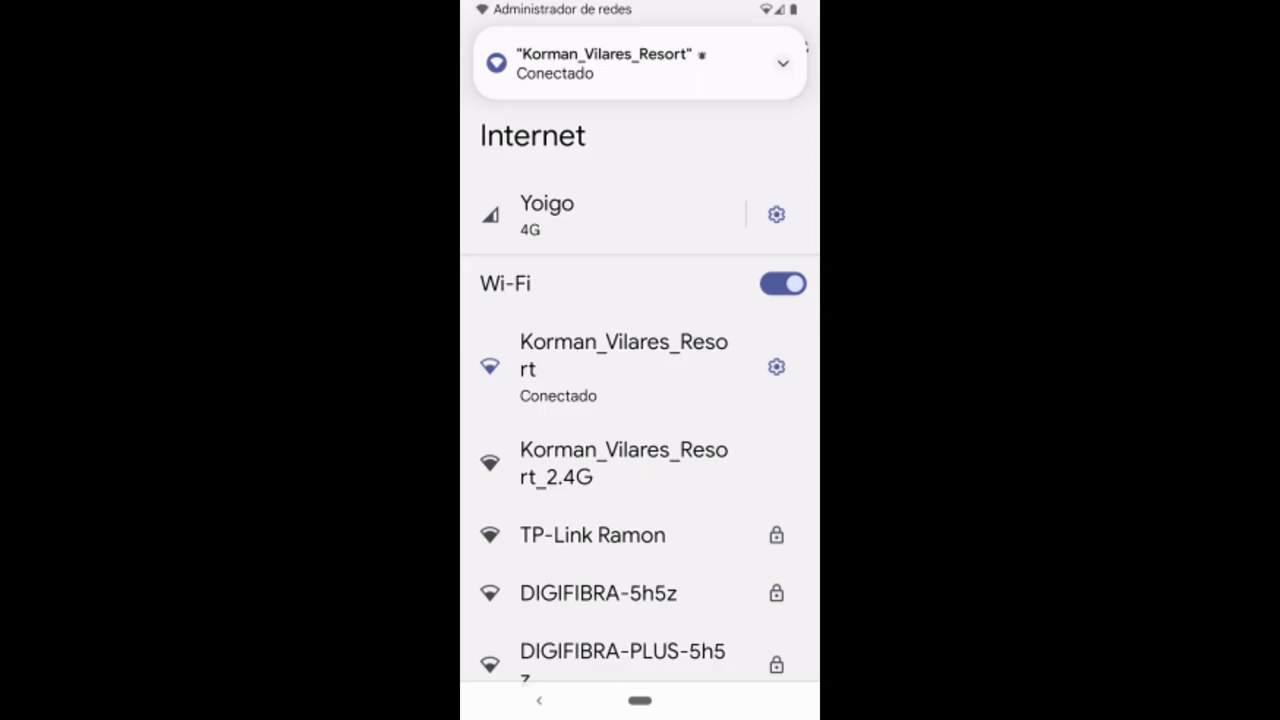 Administrador de redes
"Korman_Vilares_Resort"
Conectado
Internet
Yoigo
4G
Wi-Fi
Korman_Vilares_Reso
rt
Conectado
Korman_Vilares_Reso
rt_2.4G
TP-Link Ramon
DIGIFIBRA-5h5z
DIGIFIBRA-PLUS-5h5
z